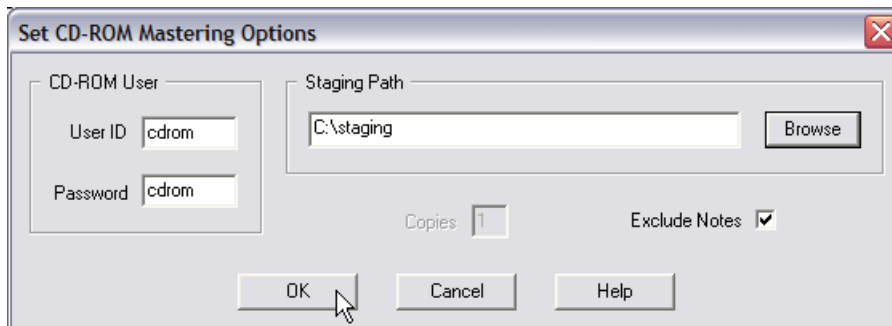 Set CD-ROM Mastering Options
CD-ROM User
Staging Path
User ID cdrom
C:\staging
Browse
Password cdrom
Copies 1
Exclude Notes
OK
Cancel
Help